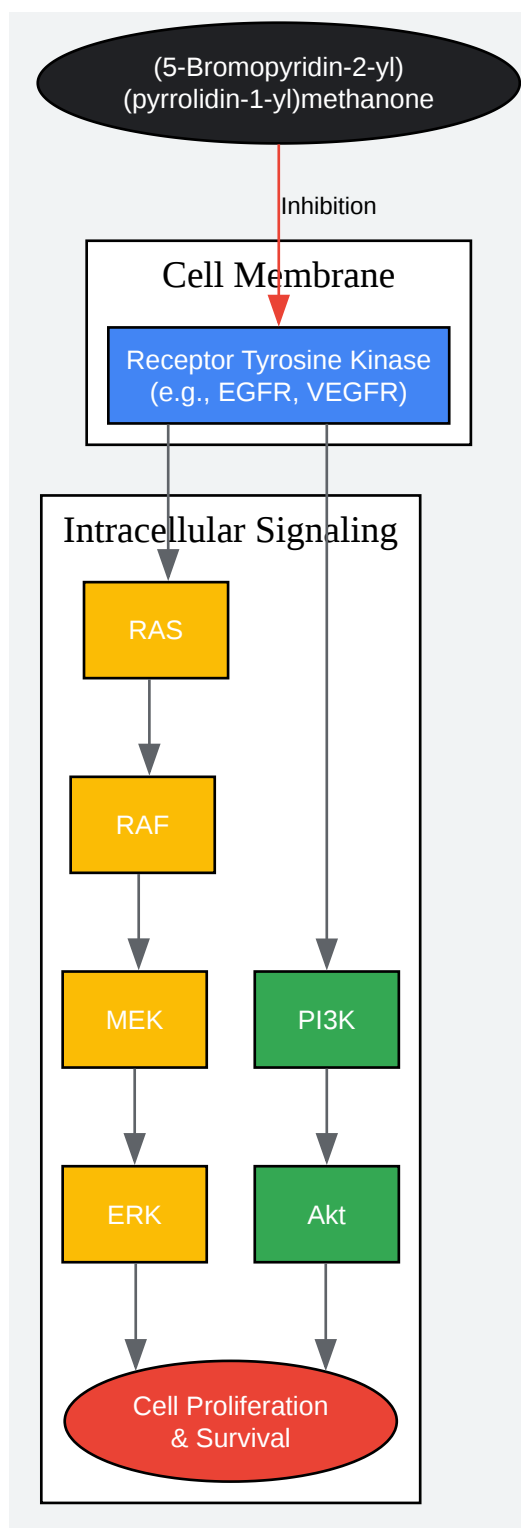 (5-Bromopyridin-2-yl)
(pyrrolidin-1-yl)methanone
Inhibition
Cell Membrane
Receptor Tyrosine Kinase
(e.g., EGFR, VEGFR)
Intracellular Signaling
RAS
RAF
MEK
PI3K
ERK
Akt
Cell Proliferation
& Survival